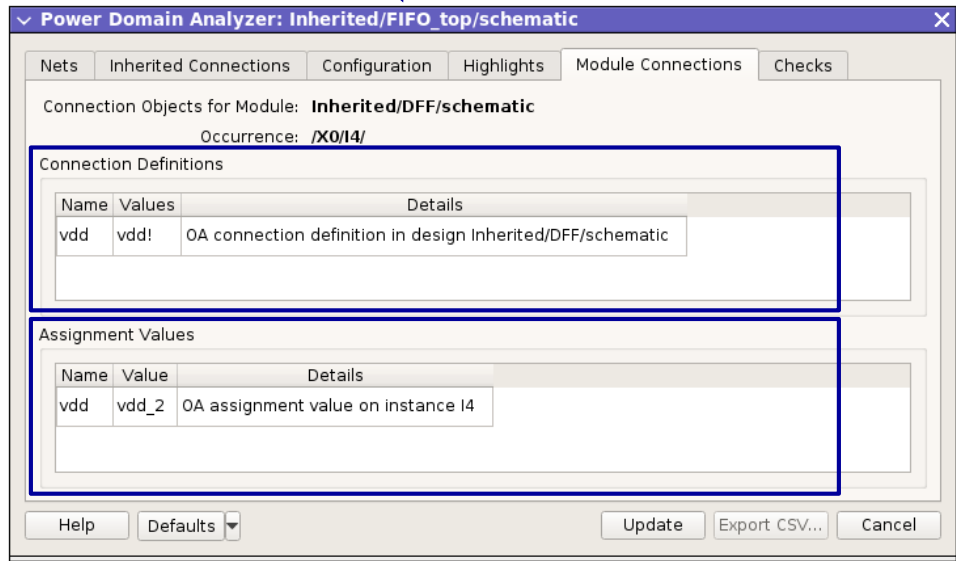 Power Domain Analyzer: Inherited/FIFO_top/schematic
Nets Inherited Connections Configuration Highlights Module Connections Checks
Connection Objects for Module: Inherited/DFF/schematic
Occurrence: /X0/I4/
Connection Definitions
Name Values Details
vdd vdd! OA connection definition in design Inherited/DFF/schematic
Assignment Values
Name Value Details
vdd vdd_2 OA assignment value on instance I4
Help Defaults Update Export CSV... Cancel